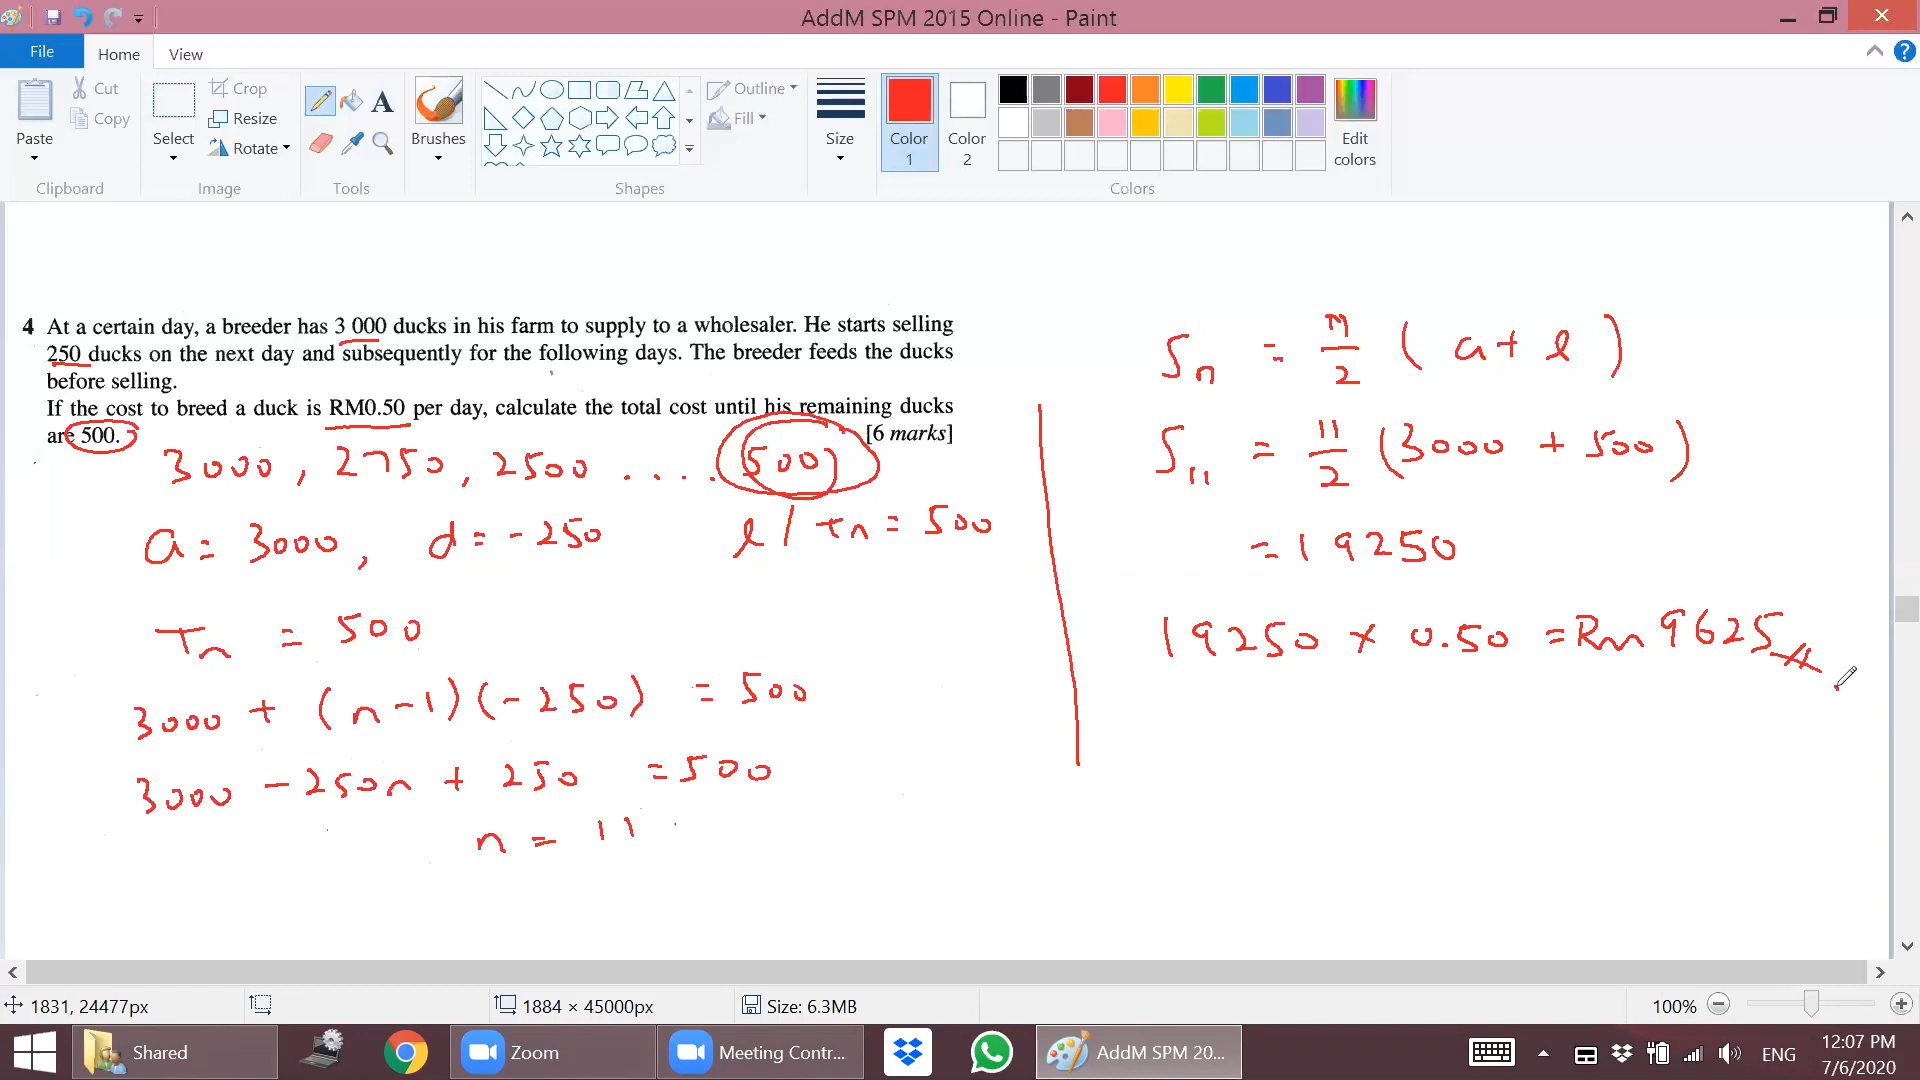 AddM SPM 2015 Online - Paint
File Home View
Paste Cut Copy Clipboard
Select Crop Resize Rotate Image
A Tools
Brushes
Outline Fill Shapes
Size
Color 1
Color 2
Edit colors
Colors
4 At a certain day, a breeder has 3 000 ducks in his farm to supply to a wholesaler. He starts selling
250 ducks on the next day and subsequently for the following days. The breeder feeds the ducks
before selling.
If the cost to breed a duck is RM0.50 per day, calculate the total cost until his remaining ducks
are 500. [6 marks]
3000, 2750, 2500 .... 500
a = 3000, d = -250 l / Tn = 500
Tn = 500
3000 + (n-1)(-250) = 500
3000 - 250n + 250 = 500
n = 11
Sn = n/2 (a + l)
S11 = 11/2 (3000 + 500)
= 19250
19250 × 0.50 = Rm 9625
1831, 24477px 1884 × 45000px Size: 6.3MB 100%
Shared Zoom Meeting Contr... AddM SPM 20... ENG 12:07 PM
7/6/2020